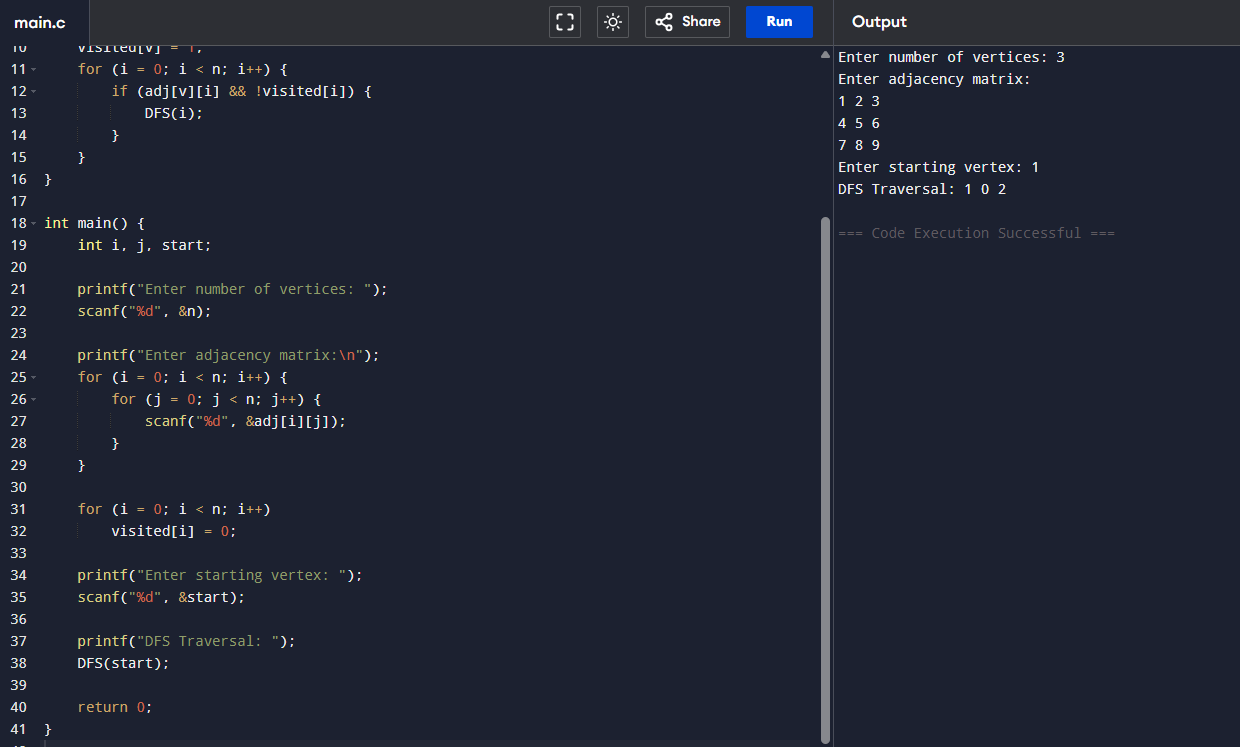 main.c
Share
Run
Output
10 visited[v] = 1;
11 for (i = 0; i < n; i++) {
12 if (adj[v][i] && !visited[i]) {
13 DFS(i);
14 }
15 }
16 }
17
18 int main() {
19 int i, j, start;
20
21 printf("Enter number of vertices: ");
22 scanf("%d", &n);
23
24 printf("Enter adjacency matrix:\n");
25 for (i = 0; i < n; i++) {
26 for (j = 0; j < n; j++) {
27 scanf("%d", &adj[i][j]);
28 }
29 }
30
31 for (i = 0; i < n; i++)
32 visited[i] = 0;
33
34 printf("Enter starting vertex: ");
35 scanf("%d", &start);
36
37 printf("DFS Traversal: ");
38 DFS(start);
39
40 return 0;
41 }
Enter number of vertices: 3
Enter adjacency matrix:
1 2 3
4 5 6
7 8 9
Enter starting vertex: 1
DFS Traversal: 1 0 2
=== Code Execution Successful ===